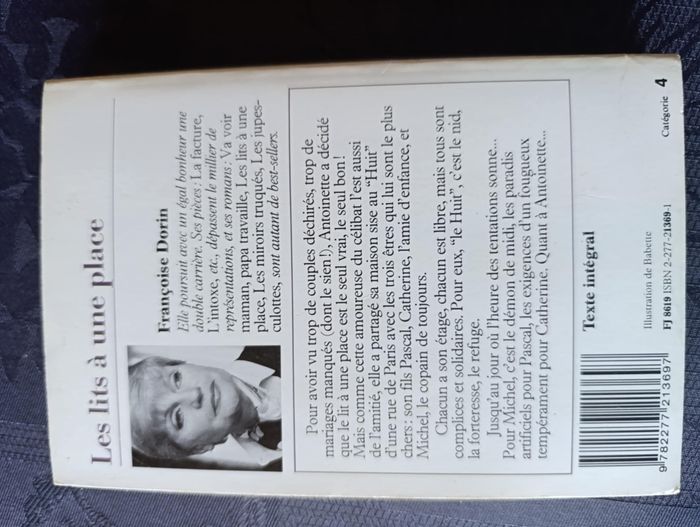 Les lits à une place
Françoise Dorin
Elle poursuit avec un égal bonheur une
double carrière. Ses pièces : La facture,
L'intoxe, etc., dépassent le millier de
représentations, et ses romans : Va voir
maman, papa travaille, Les lits à une
place, Les miroirs truqués, Les jupes-
culottes, sont autant de best-sellers.
Pour avoir vu trop de couples déchirés, trop de
mariages manqués (dont le sien !), Antoinette a décidé
que le lit à une place est le seul vrai, le seul bon !
Mais comme cette amoureuse du célibat l'est aussi
de l'amitié, elle a partagé sa maison sise au "Huit"
d'une rue de Paris avec les trois êtres qui lui sont le plus
chers : son fils Pascal, Catherine, l'amie d'enfance, et
Michel, le copain de toujours.
Chacun a son étage, chacun est libre, mais tous sont
complices et solidaires. Pour eux, "le Huit", c'est le nid,
la forteresse, le refuge.
Jusqu'au jour où l'heure des tentations sonne...
Pour Michel, c'est le démon de midi, les paradis
artificiels pour Pascal, les exigences d'un fougueux
tempérament pour Catherine. Quant à Antoinette...
Texte intégral
Illustration de Babette
FJ 8619 ISBN 2-277-21369-1
Catégorie 4
9 782277 213697